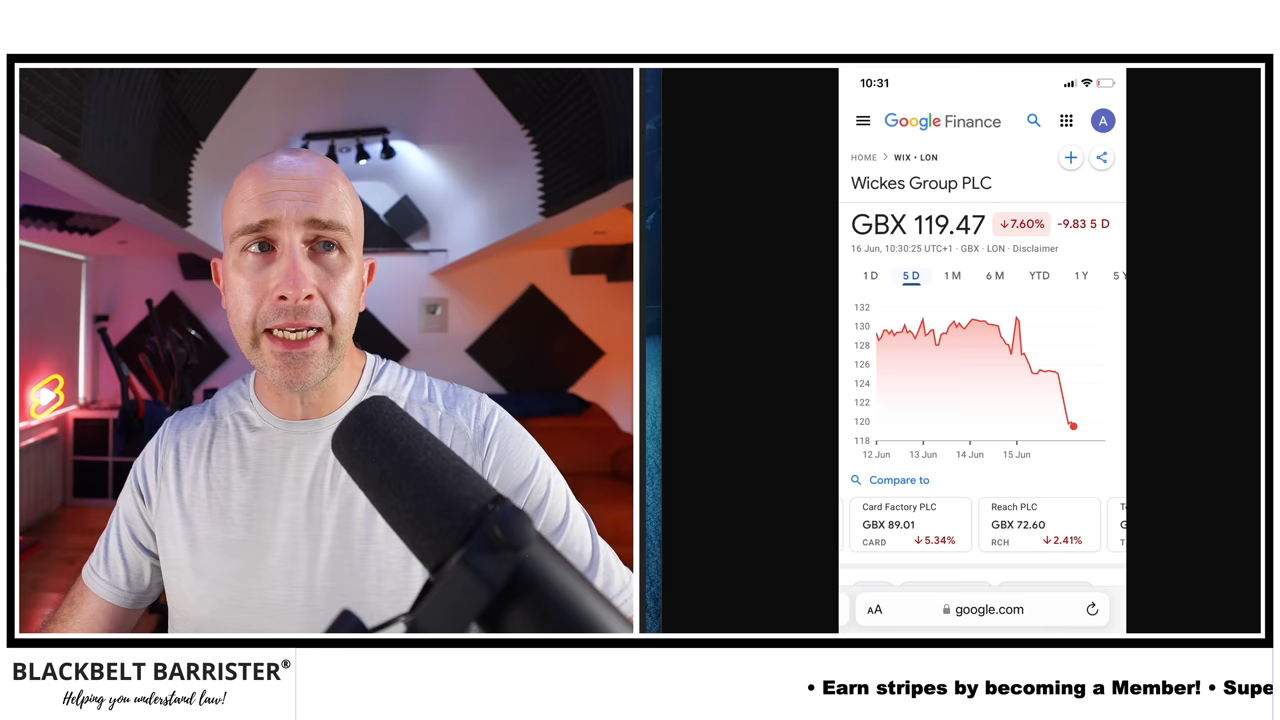 10:31
Google Finance
A
HOME > WIX • LON
Wickes Group PLC
GBX 119.47 ↓7.60% -9.83 5 D
16 Jun, 10:30:25 UTC+1 · GBX · LON · Disclaimer
1 D 5 D 1 M 6 M YTD 1 Y 5 Y
132
130
128
126
124
122
120
118
12 Jun 13 Jun 14 Jun 15 Jun
Compare to
Card Factory PLC
GBX 89.01
CARD ↓5.34%
Reach PLC
GBX 72.60
RCH ↓2.41%
AA google.com
BLACKBELT BARRISTER®
Helping you understand law!
• Earn stripes by becoming a Member! • Supe